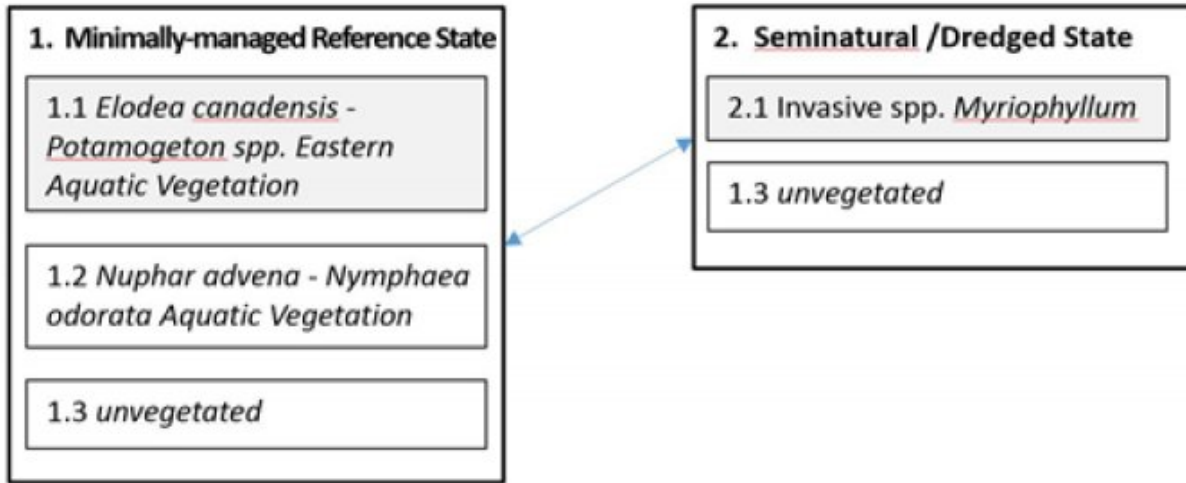 1. Minimally-managed Reference State
1.1 Elodea canadensis -
Potamogeton spp. Eastern
Aquatic Vegetation
1.2 Nuphar advena - Nymphaea
odorata Aquatic Vegetation
1.3 unvegetated
2. Seminatural /Dredged State
2.1 Invasive spp. Myriophyllum
1.3 unvegetated